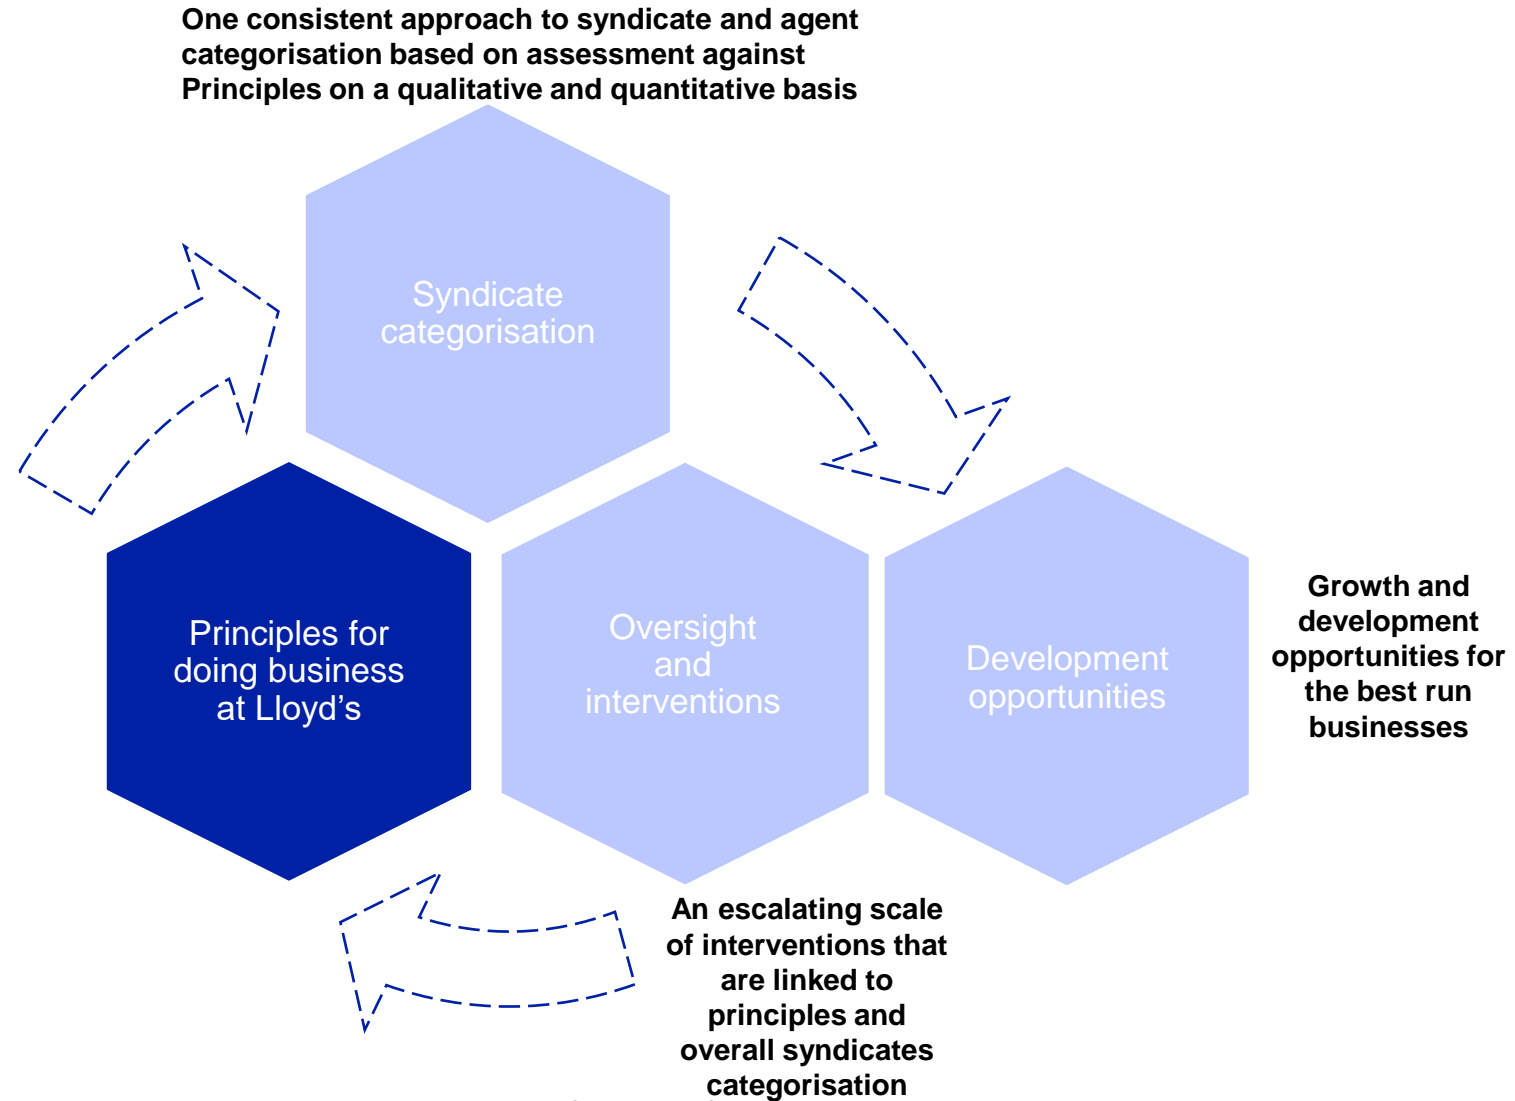 One consistent approach to syndicate and agent
categorisation based on assessment against
Principles on a qualitative and quantitative basis
Syndicate
categorisation
Principles for
doing business
at Lloyd’s
Oversight
and
interventions
Development
opportunities
Growth and
development
opportunities for
the best run
businesses
An escalating scale
of interventions that
are linked to
principles and
overall syndicates
categorisation